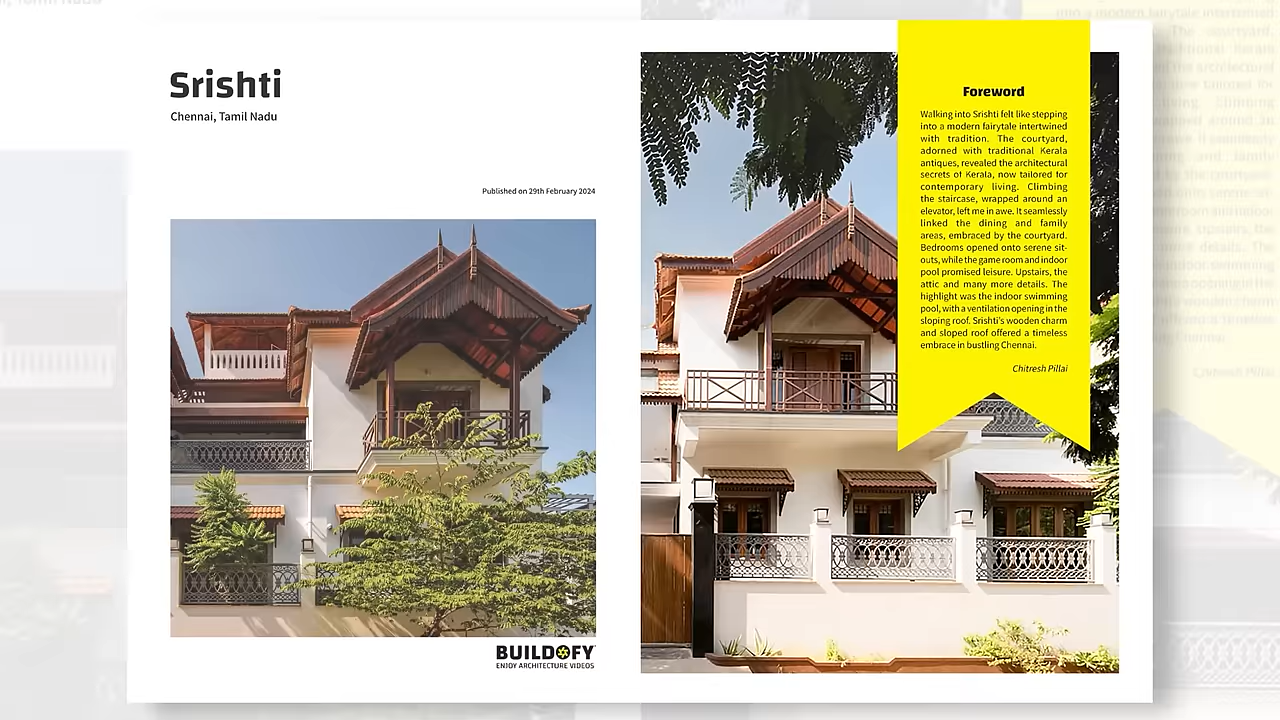 Srishti
Chennai, Tamil Nadu
Published on 29th February 2024
BUILDOFY
ENJOY ARCHITECTURE VIDEOS
Foreword
Walking into Srishti felt like stepping
into a modern fairytale intertwined
with tradition. The courtyard,
adorned with traditional Kerala
antiques, revealed the architectural
secrets of Kerala, now tailored for
contemporary living. Climbing
the staircase, wrapped around an
elevator, left me in awe. It seamlessly
linked the dining and family
areas, embraced by the courtyard.
Bedrooms opened onto serene sit-
outs, while the game room and indoor
pool promised leisure. Upstairs, the
attic and many more details. The
highlight was the indoor swimming
pool, with a ventilation opening in the
sloping roof. Srishti's wooden charm
and sloped roof offered a timeless
embrace in bustling Chennai.
Chitresh Pillai